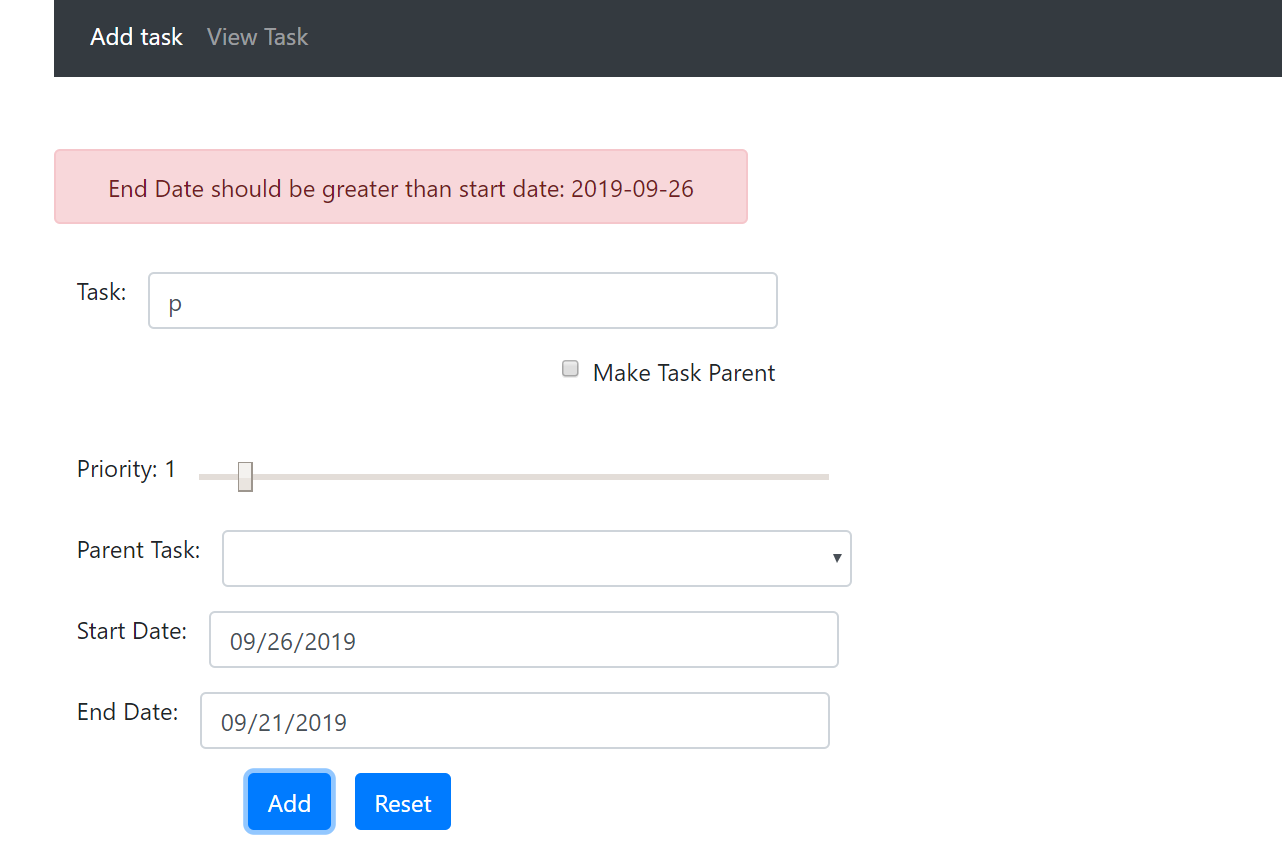 Add task View Task
End Date should be greater than start date: 2019-09-26
Task: p
Make Task Parent
Priority: 1
Parent Task:
Start Date: 09/26/2019
End Date: 09/21/2019
Add Reset